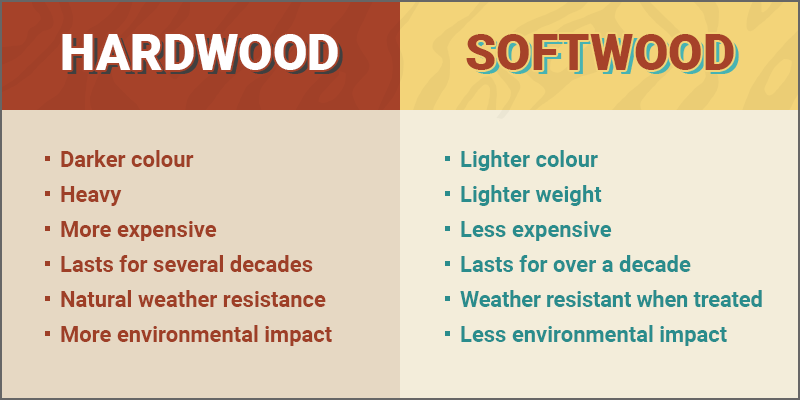 HARDWOOD
▪ Darker colour
▪ Heavy
▪ More expensive
▪ Lasts for several decades
▪ Natural weather resistance
▪ More environmental impact
SOFTWOOD
▪ Lighter colour
▪ Lighter weight
▪ Less expensive
▪ Lasts for over a decade
▪ Weather resistant when treated
▪ Less environmental impact